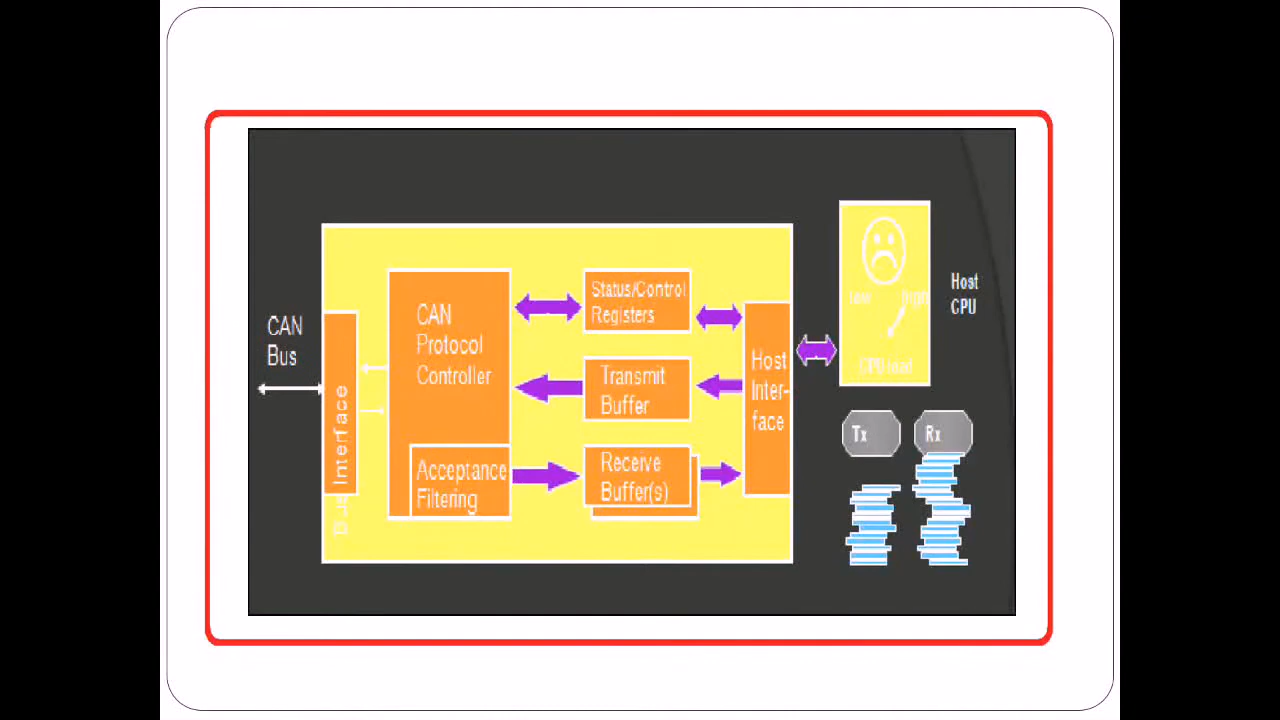 CAN
Bus
Bus Interface
CAN
Protocol
Controller
Acceptance
Filtering
Status/Control
Registers
Transmit
Buffer
Receive
Buffer(s)
Host
Inter-
face
low high
CPU load
Host
CPU
Tx
Rx